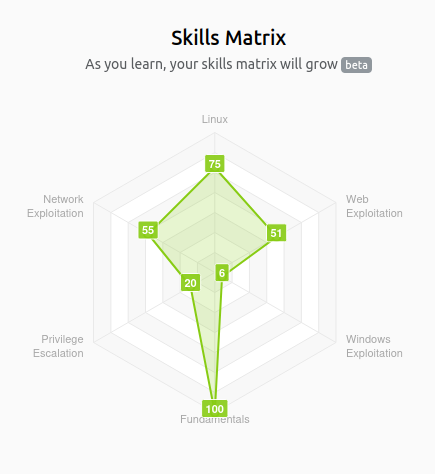 Skills Matrix
As you learn, your skills matrix will grow beta
Linux
75
Network
Exploitation
55
Web
Exploitation
51
6
20
Privilege
Escalation
Windows
Exploitation
100
Fundamentals